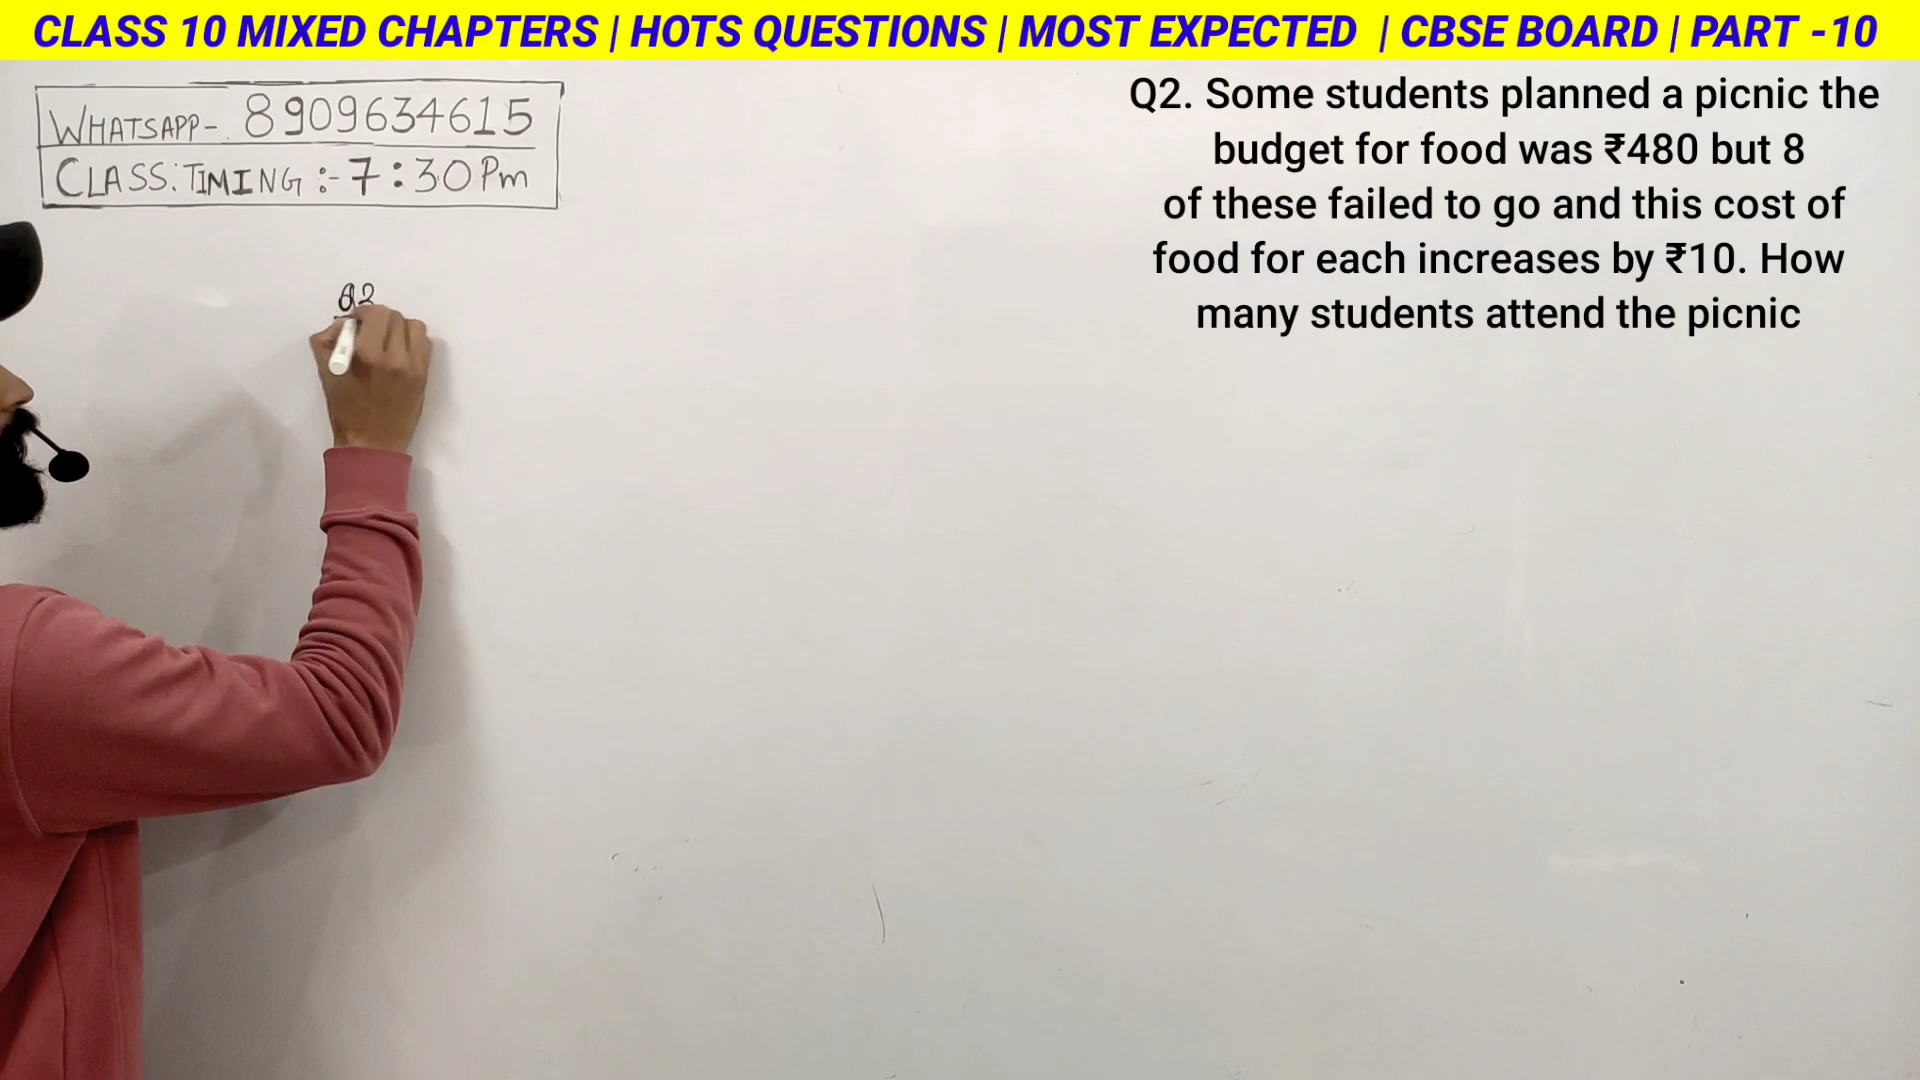 CLASS 10 MIXED CHAPTERS | HOTS QUESTIONS | MOST EXPECTED | CBSE BOARD | PART -10
WHATSAPP- 8909634615
CLASS:TIMING :- 7:30 Pm
Q2. Some students planned a picnic the
budget for food was ₹480 but 8
of these failed to go and this cost of
food for each increases by ₹10. How
many students attend the picnic
Q2